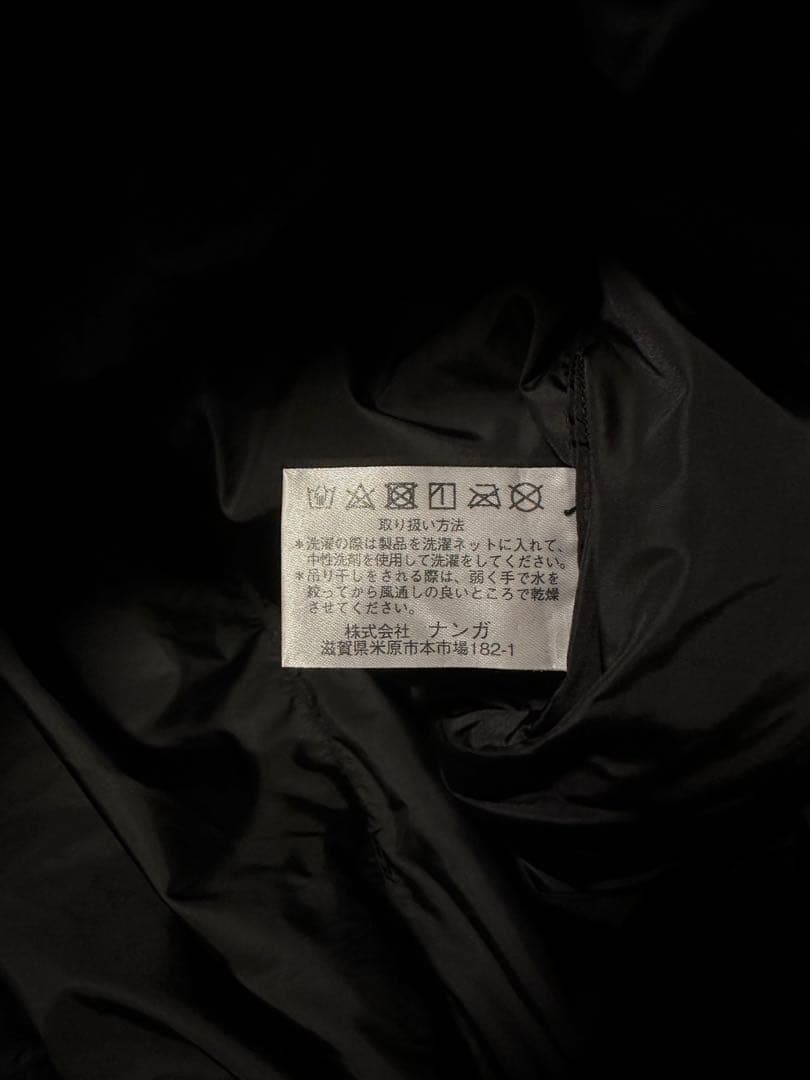 取り扱い方法
＊洗濯の際は製品を洗濯ネットに入れて、
中性洗剤を使用して洗濯をしてください。
＊吊り干しをされる際は、弱く手で水を
絞ってから風通しの良いところで乾燥
させてください。
株式会社 ナンガ
滋賀県米原市本市場182-1